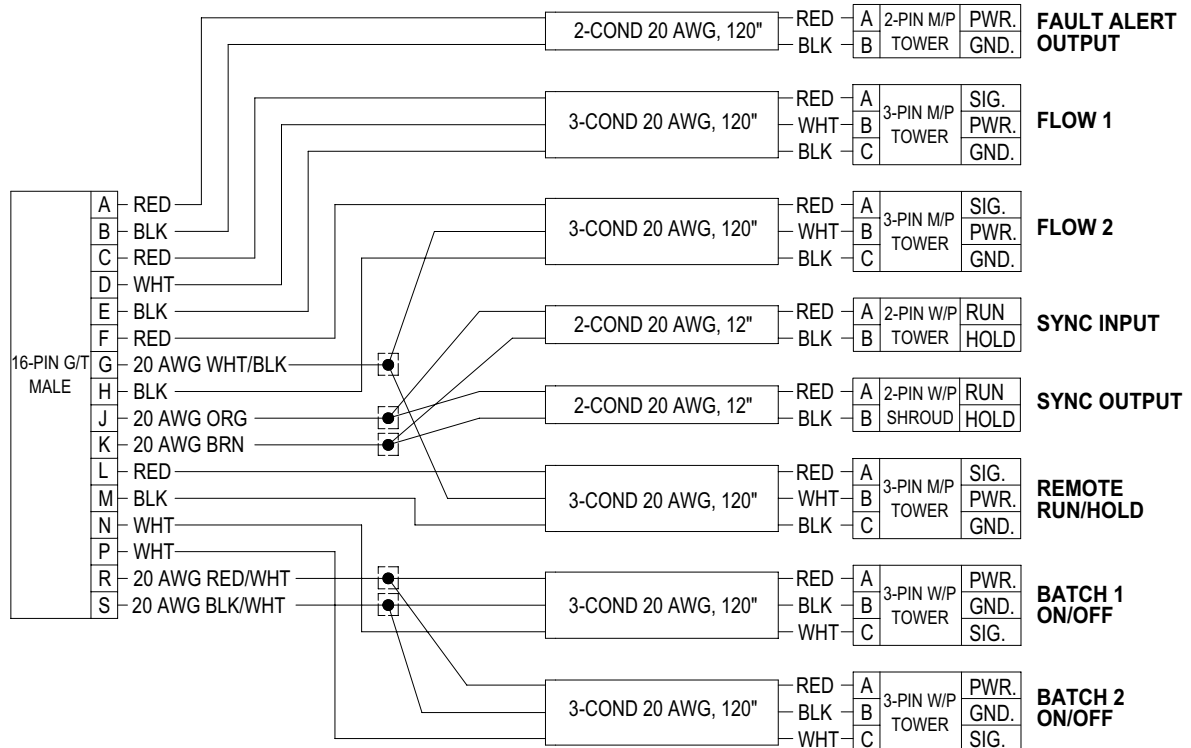 2-COND 20 AWG, 120"
RED
BLK
A
B
2-PIN M/P
TOWER
PWR.
GND.
FAULT ALERT
OUTPUT
3-COND 20 AWG, 120"
RED
WHT
BLK
A
B
C
3-PIN M/P
TOWER
SIG.
PWR.
GND.
FLOW 1
3-COND 20 AWG, 120"
RED
WHT
BLK
A
B
C
3-PIN M/P
TOWER
SIG.
PWR.
GND.
FLOW 2
2-COND 20 AWG, 12"
RED
BLK
A
B
2-PIN W/P
TOWER
RUN
HOLD
SYNC INPUT
2-COND 20 AWG, 12"
RED
BLK
A
B
2-PIN W/P
SHROUD
RUN
HOLD
SYNC OUTPUT
3-COND 20 AWG, 120"
RED
WHT
BLK
A
B
C
3-PIN M/P
TOWER
SIG.
PWR.
GND.
REMOTE
RUN/HOLD
3-COND 20 AWG, 120"
RED
BLK
WHT
A
B
C
3-PIN W/P
TOWER
PWR.
GND.
SIG.
BATCH 1
ON/OFF
3-COND 20 AWG, 120"
RED
BLK
WHT
A
B
C
3-PIN W/P
TOWER
PWR.
GND.
SIG.
BATCH 2
ON/OFF
16-PIN G/T
MALE
A RED
B BLK
C RED
D WHT
E BLK
F RED
G 20 AWG WHT/BLK
H BLK
J 20 AWG ORG
K 20 AWG BRN
L RED
M BLK
N WHT
P WHT
R 20 AWG RED/WHT
S 20 AWG BLK/WHT